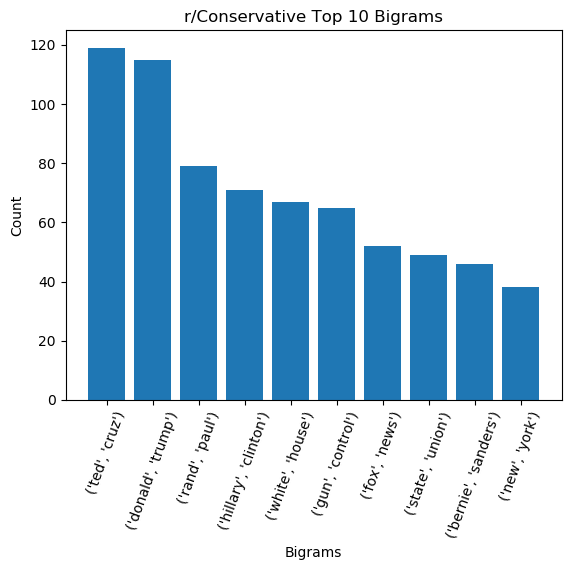 r/Conservative Top 10 Bigrams
120
100
80
60
40
20
0
Count
('ted', 'cruz')
('donald', 'trump')
('rand', 'paul')
('hillary', 'clinton')
('white', 'house')
('gun', 'control')
('fox', 'news')
('state', 'union')
('bernie', 'sanders')
('new', 'york')
Bigrams